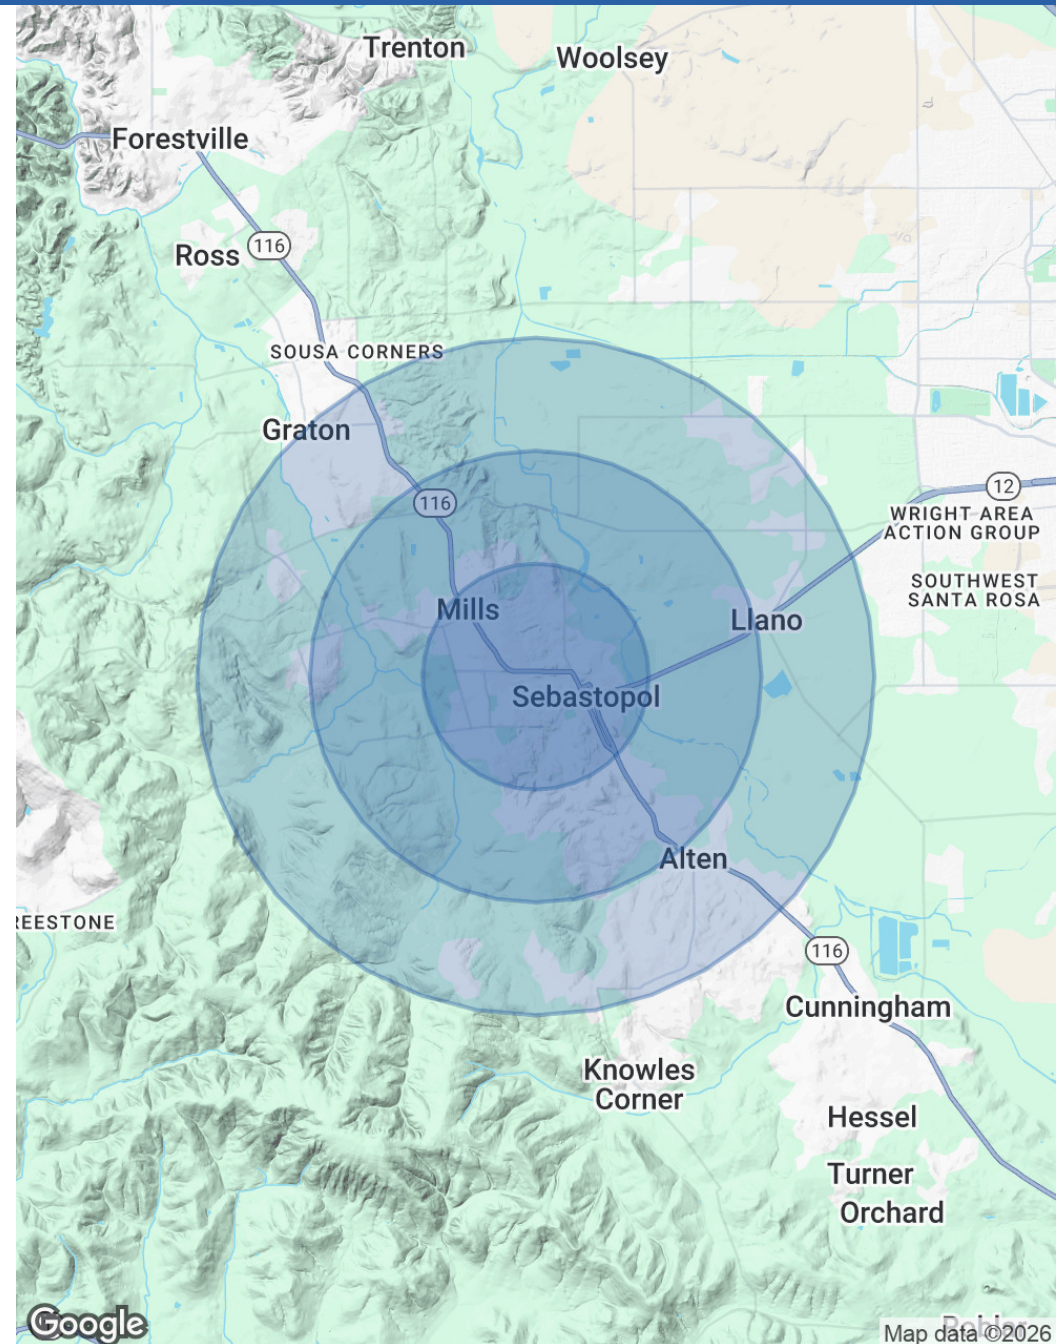 Trenton
Woolsey
Forestville
Ross
116
SOUSA CORNERS
Graton
116
12
WRIGHT AREA
ACTION GROUP
SOUTHWEST
SANTA ROSA
Mills
Llano
Sebastopol
Alten
REESTONE
116
Cunningham
Knowles
Corner
Hessel
Turner
Orchard
Google
Map data ©2026